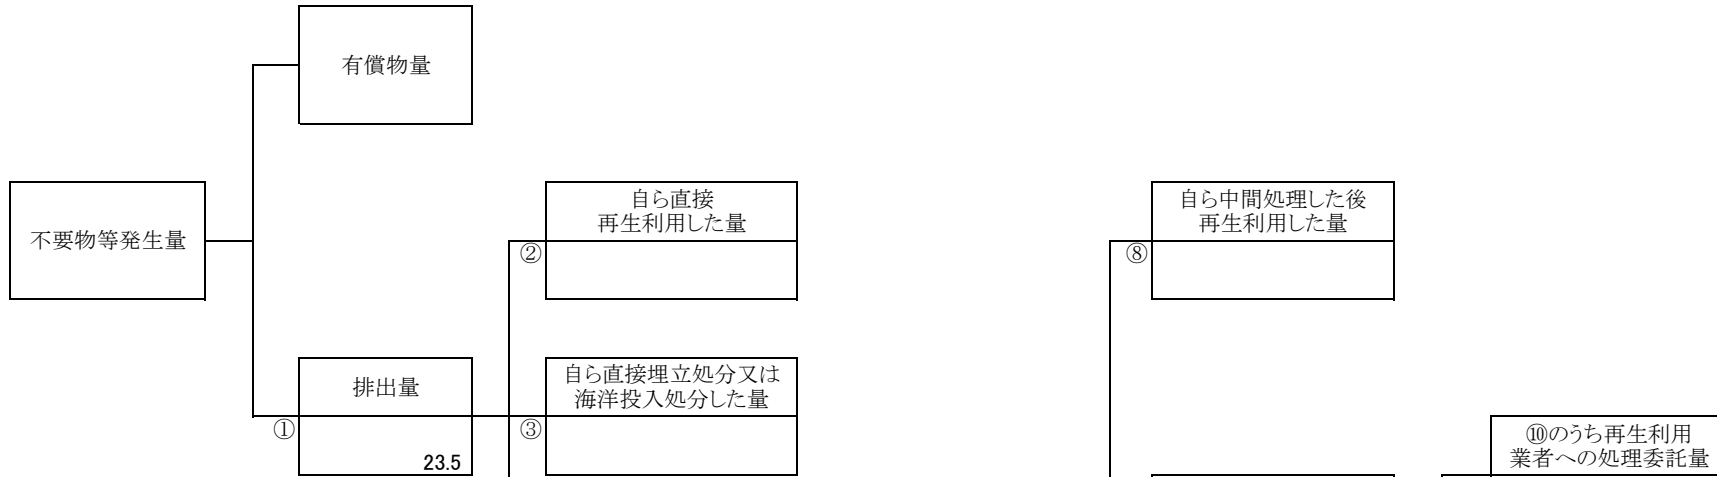 有償物量
不要物等発生量
自ら直接
再生利用した量
②
自ら中間処理した後
再生利用した量
⑧
排出量
①
23.5
自ら直接埋立処分又は
海洋投入処分した量
③
⑩のうち再生利用
業者への処理委託量